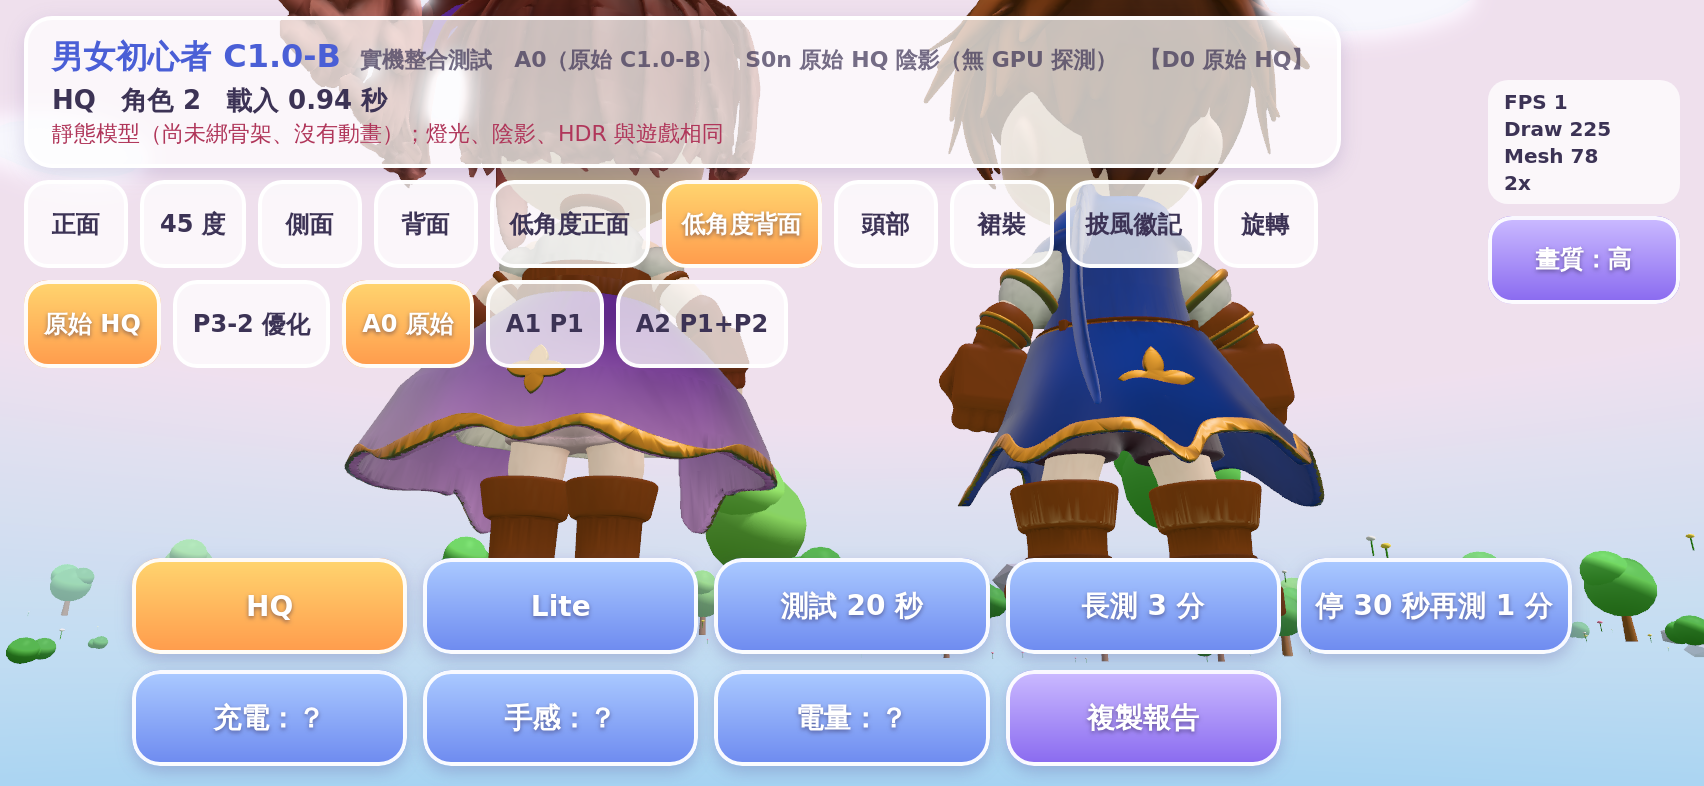 男女初心者 C1.0-B 實機整合測試 A0（原始 C1.0-B） S0n 原始 HQ 陰影（無 GPU 探測） 【D0 原始 HQ】
HQ 角色 2 載入 0.94 秒
靜態模型（尚未綁骨架、沒有動畫）；燈光、陰影、HDR 與遊戲相同
FPS 1
Draw 225
Mesh 78
2x
正面 45 度 側面 背面 低角度正面 低角度背面 頭部 裙裝 披風徽記 旋轉
畫質：高
原始 HQ P3-2 優化 A0 原始 A1 P1 A2 P1+P2
HQ Lite 測試 20 秒 長測 3 分 停 30 秒再測 1 分
充電：？ 手感：？ 電量：？ 複製報告